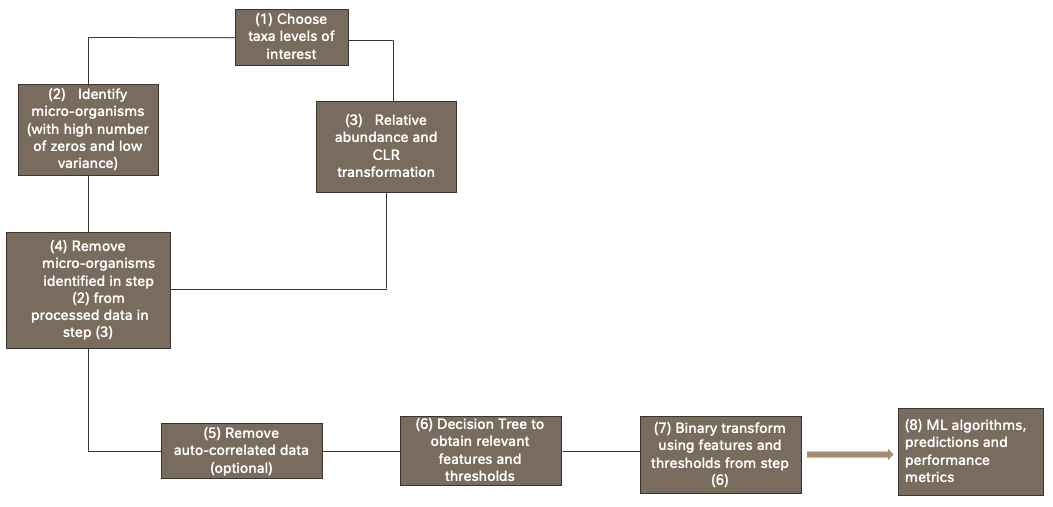 (1) Choose
taxa levels of
interest
(2) Identify
micro-organisms
(with high number
of zeros and low
variance)
(3) Relative
abundance and
CLR
transformation
(4) Remove
micro-organisms
identified in step
(2) from
processed data in
step (3)
(5) Remove
auto-correlated data
(optional)
(6) Decision Tree to
obtain relevant
features and
thresholds
(7) Binary transform
using features and
thresholds from step
(6)
(8) ML algorithms,
predictions and
performance
metrics